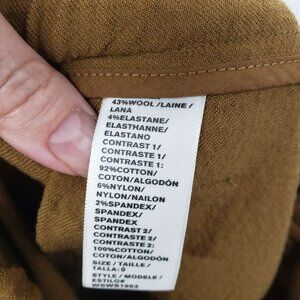 43%WOOL/LAINE/
LANA
4%ELASTANE/
ELASTHANNE/
ELASTANO
CONTRAST 1/
CONTRASTE 1/
CONTRASTE 1:
92%COTTON/
COTON/ALGODÓN
6%NYLON/
NYLON/NAILON
2%SPANDEX/
SPANDEX/
SPANDEX
CONTRAST 2/
CONTRASTE 2/
CONTRASTE 2:
100%COTTON/
COTON/ALGODÓN
SIZE / TAILLE /
TALLA: 0
STYLE / MODELE /
ESTILO#
WSWS1983